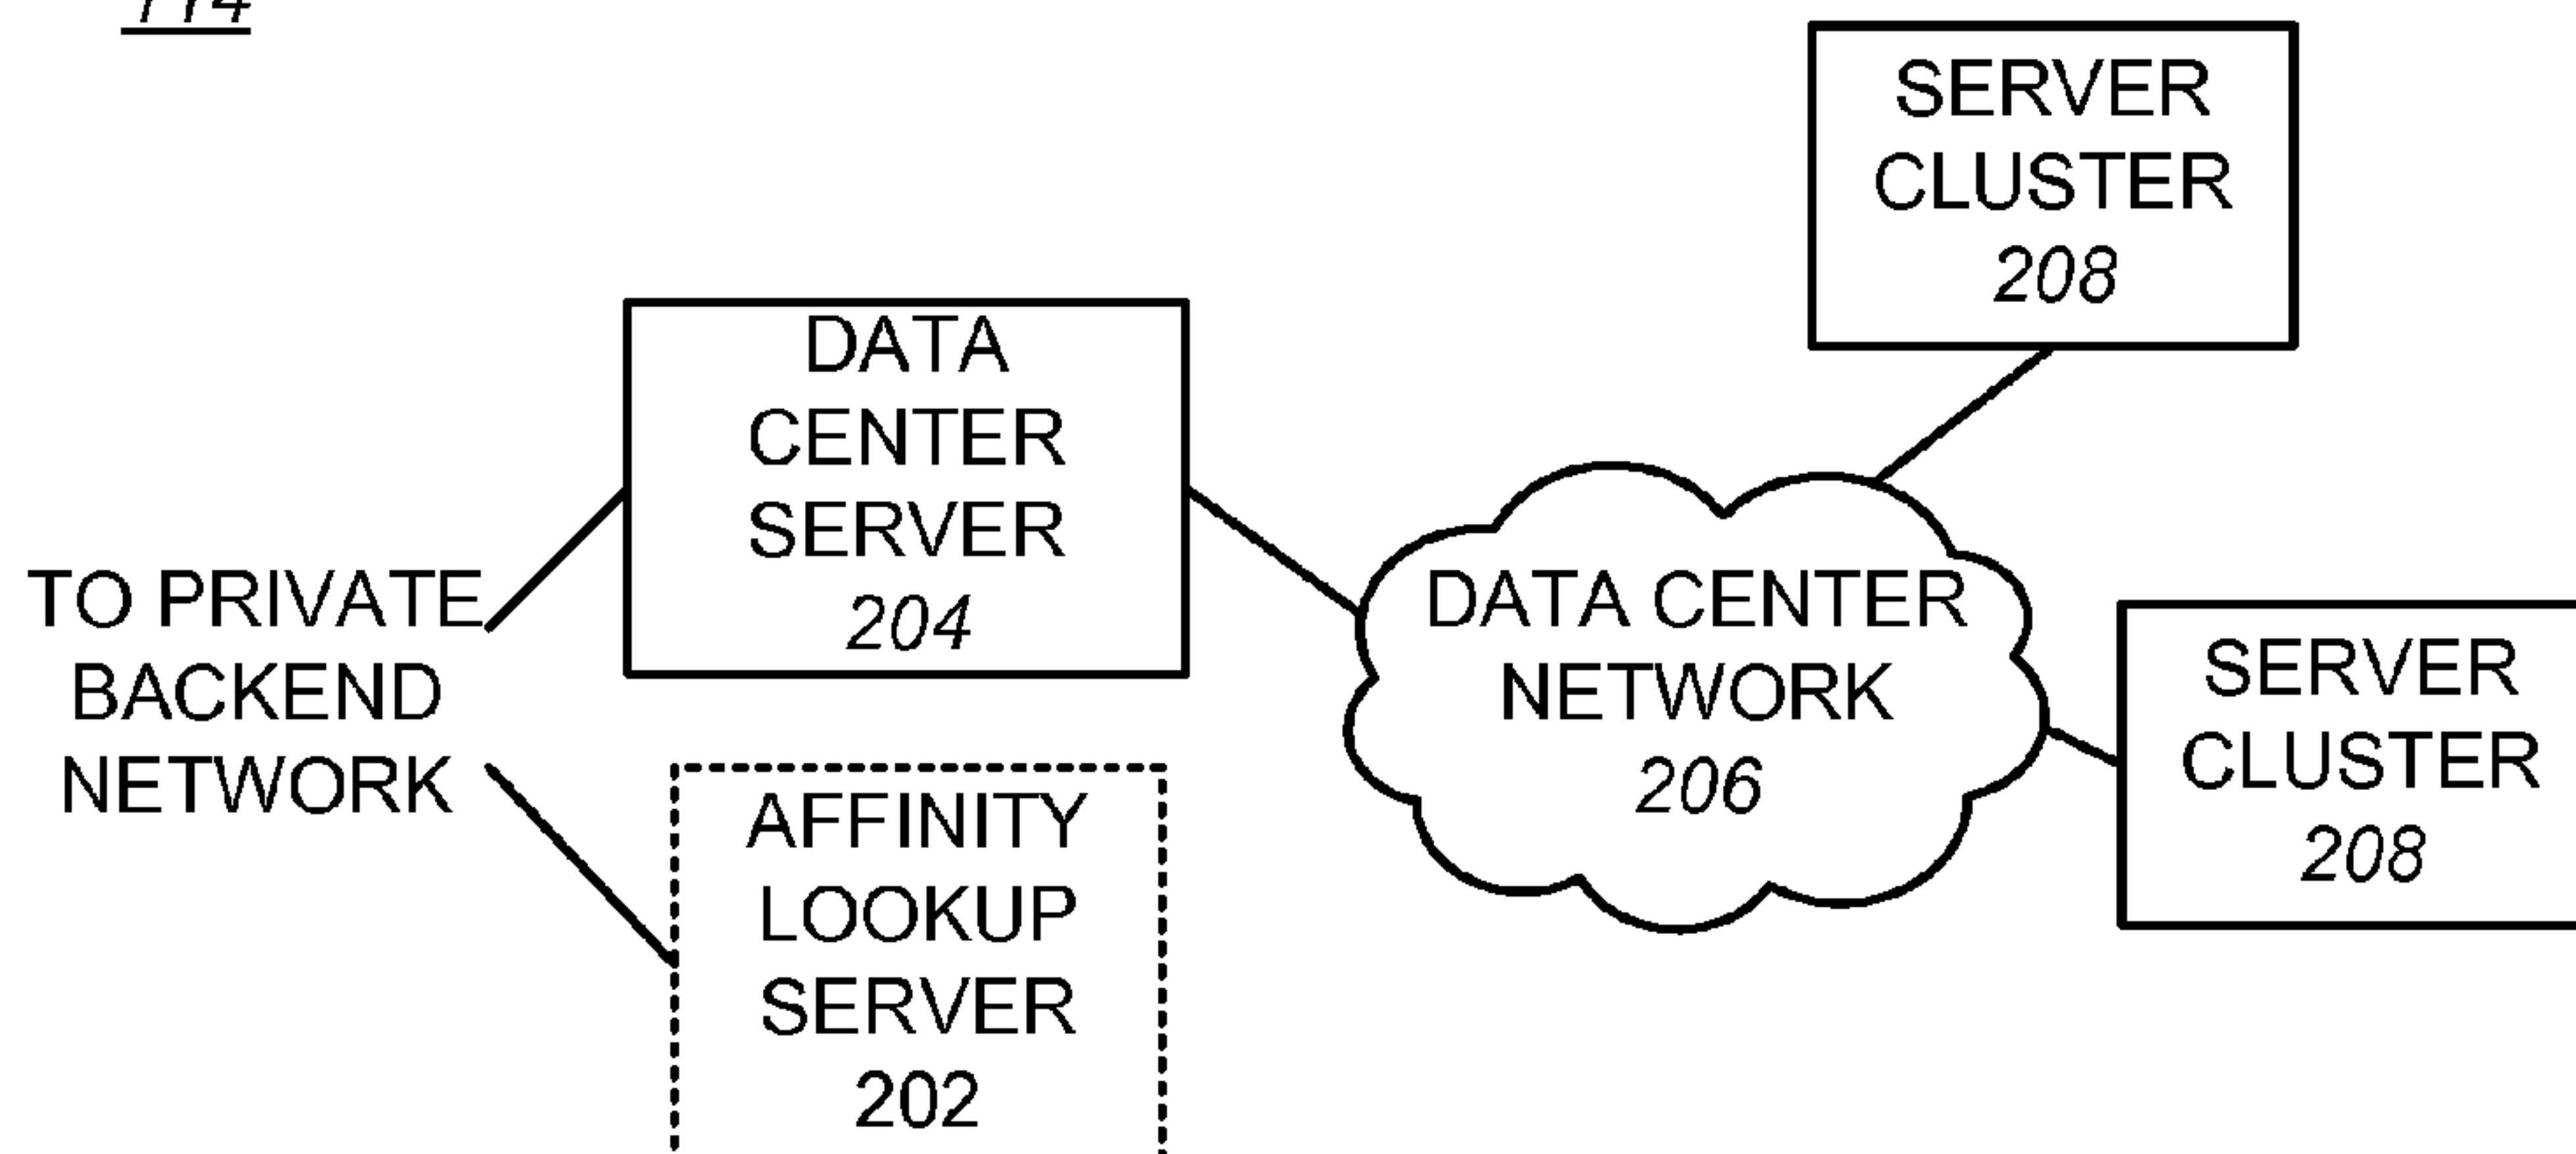 114
SERVER
CLUSTER
208
DATA
CENTER
SERVER
204
TO PRIVATE
BACKEND
NETWORK
DATA CENTER
NETWORK
206
SERVER
CLUSTER
208
AFFINITY
LOOKUP
SERVER
202